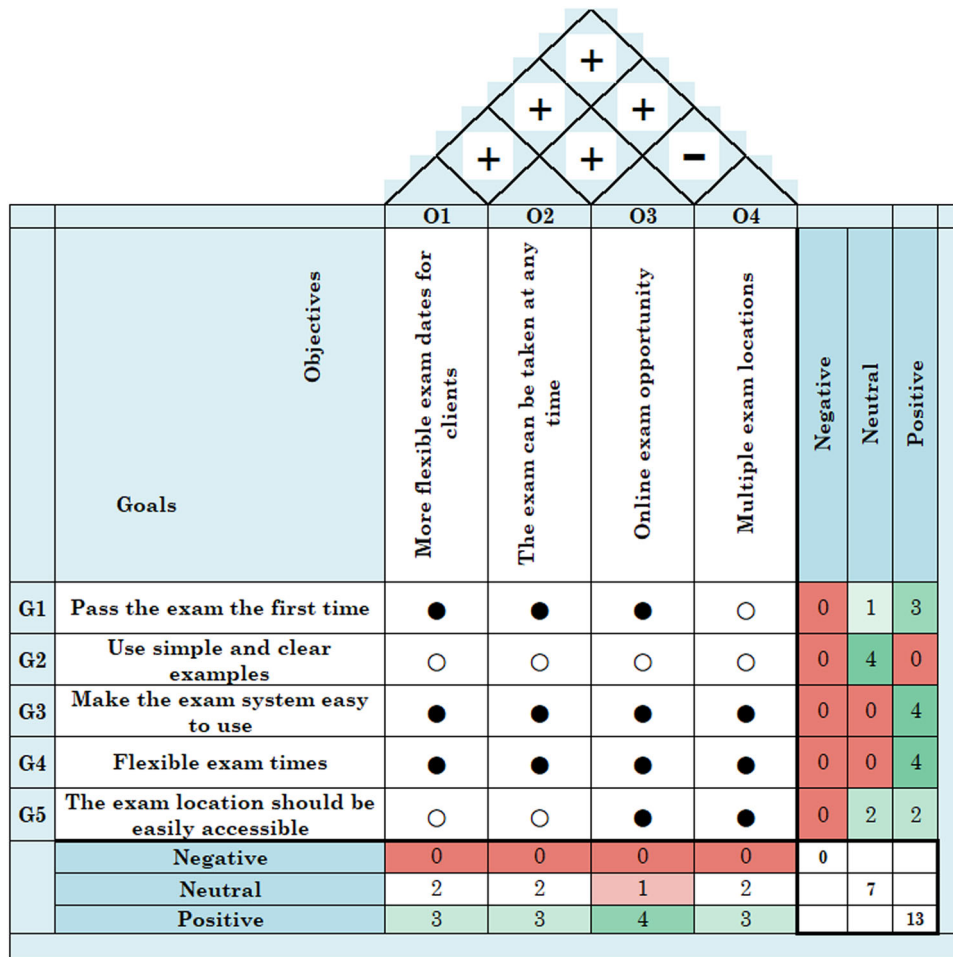 +
+ +
+ + −
O1 O2 O3 O4
Objectives
Goals
More flexible exam dates for
clients
The exam can be taken at any
time
Online exam opportunity
Multiple exam locations
Negative
Neutral
Positive
G1 Pass the exam the first time ● ● ● ○ 0 1 3
G2 Use simple and clear
examples ○ ○ ○ ○ 0 4 0
G3 Make the exam system easy
to use ● ● ● ● 0 0 4
G4 Flexible exam times ● ● ● ● 0 0 4
G5 The exam location should be
easily accessible ○ ○ ● ● 0 2 2
Negative 0 0 0 0 0
Neutral 2 2 1 2 7
Positive 3 3 4 3 13